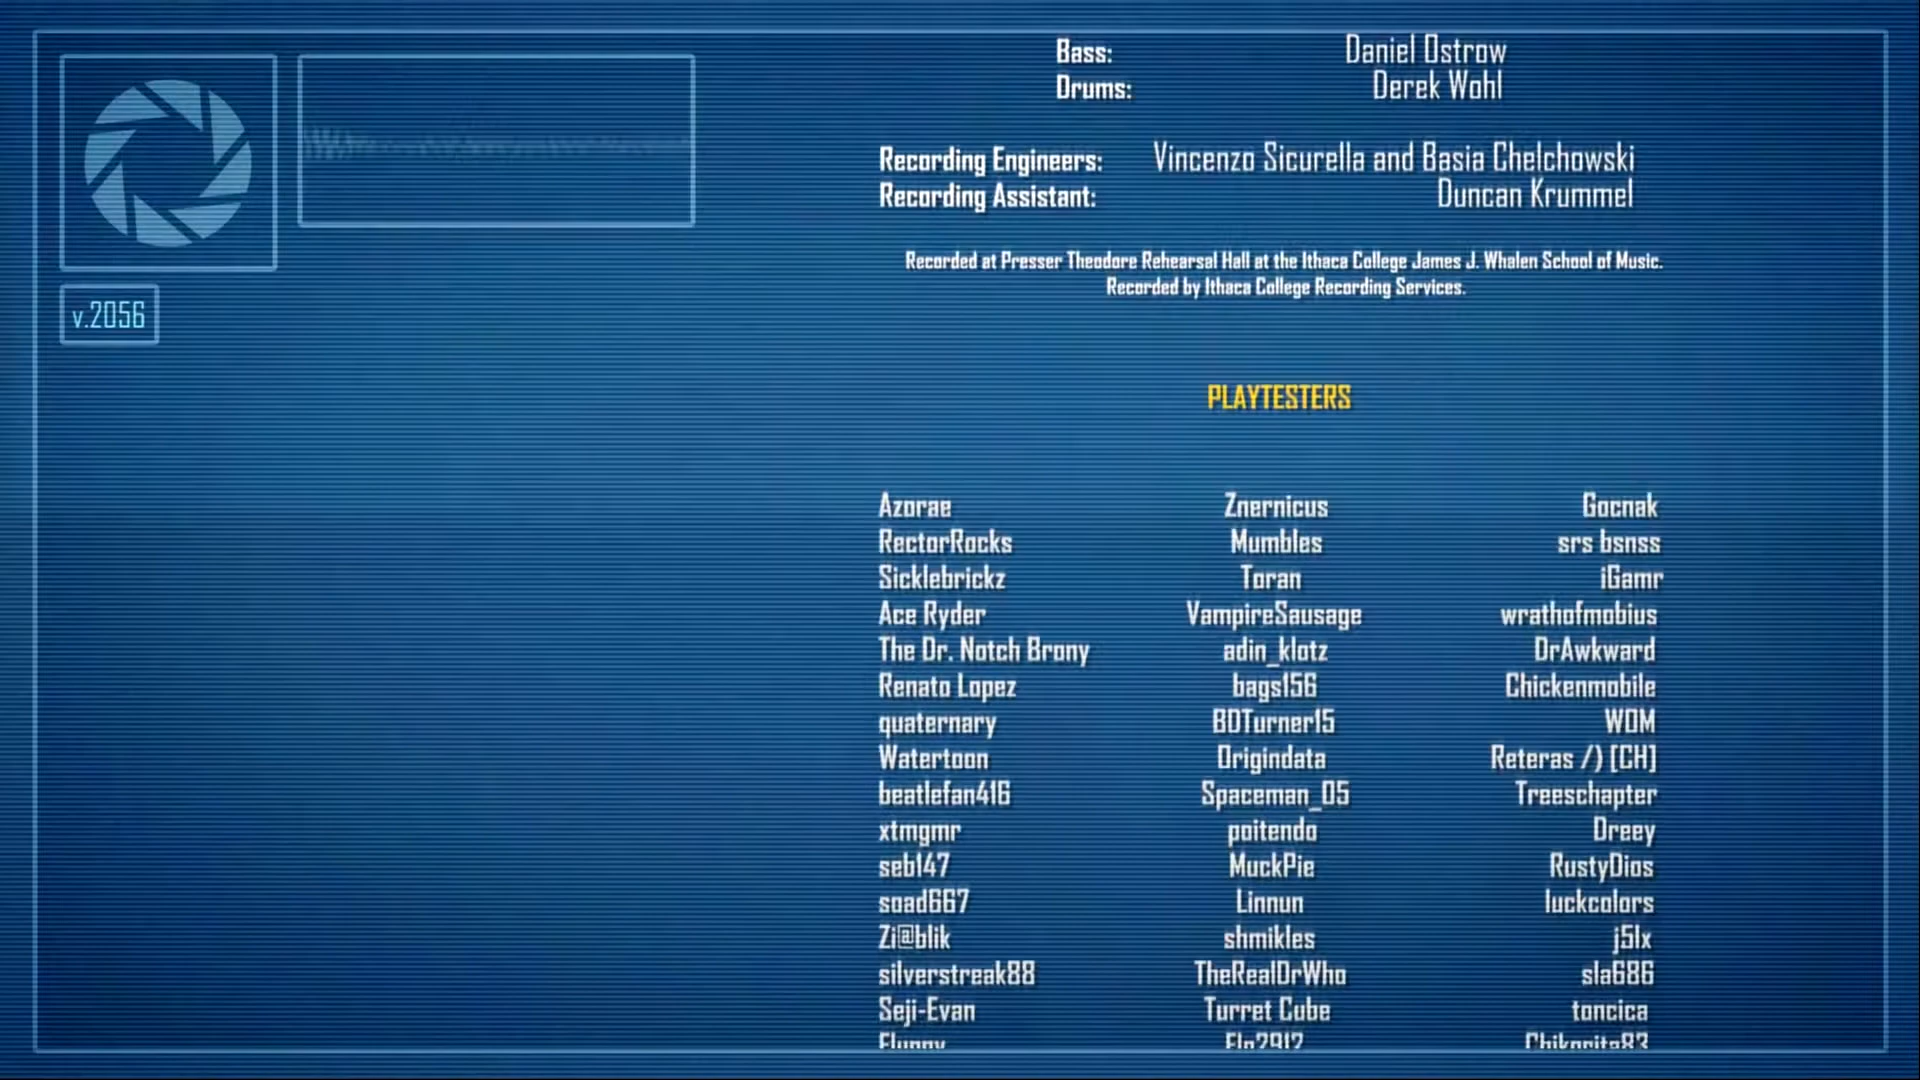 Bass: Daniel Ostrow
Drums: Derek Wohl
Recording Engineers: Vincenzo Sicurella and Basia Chelchowski
Recording Assistant: Duncan Krummel
Recorded at Presser Theodore Rehearsal Hall at the Ithaca College James J. Whalen School of Music.
Recorded by Ithaca College Recording Services.
v.2056
PLAYTESTERS
Azorae Znernicus Gocnak
RectorRocks Mumbles srs bsnss
Sicklebrickz Toran iGamr
Ace Ryder VampireSausage wrathofmobius
The Dr. Notch Brony adin_klotz DrAwkward
Renato Lopez bags156 Chickenmobile
quaternary BDTurner15 WOM
Watertoon Origindata Reteras /) [CH]
beatlefan416 Spaceman_05 Treeschapter
xtmgmr poitendo Dreey
seb147 MuckPie RustyDios
soad667 Linnun luckcolors
Zi@blik shmikles j5lx
silverstreak88 TheRealDrWho sla686
Seji-Evan Turret Cube toncica
Chikorita83